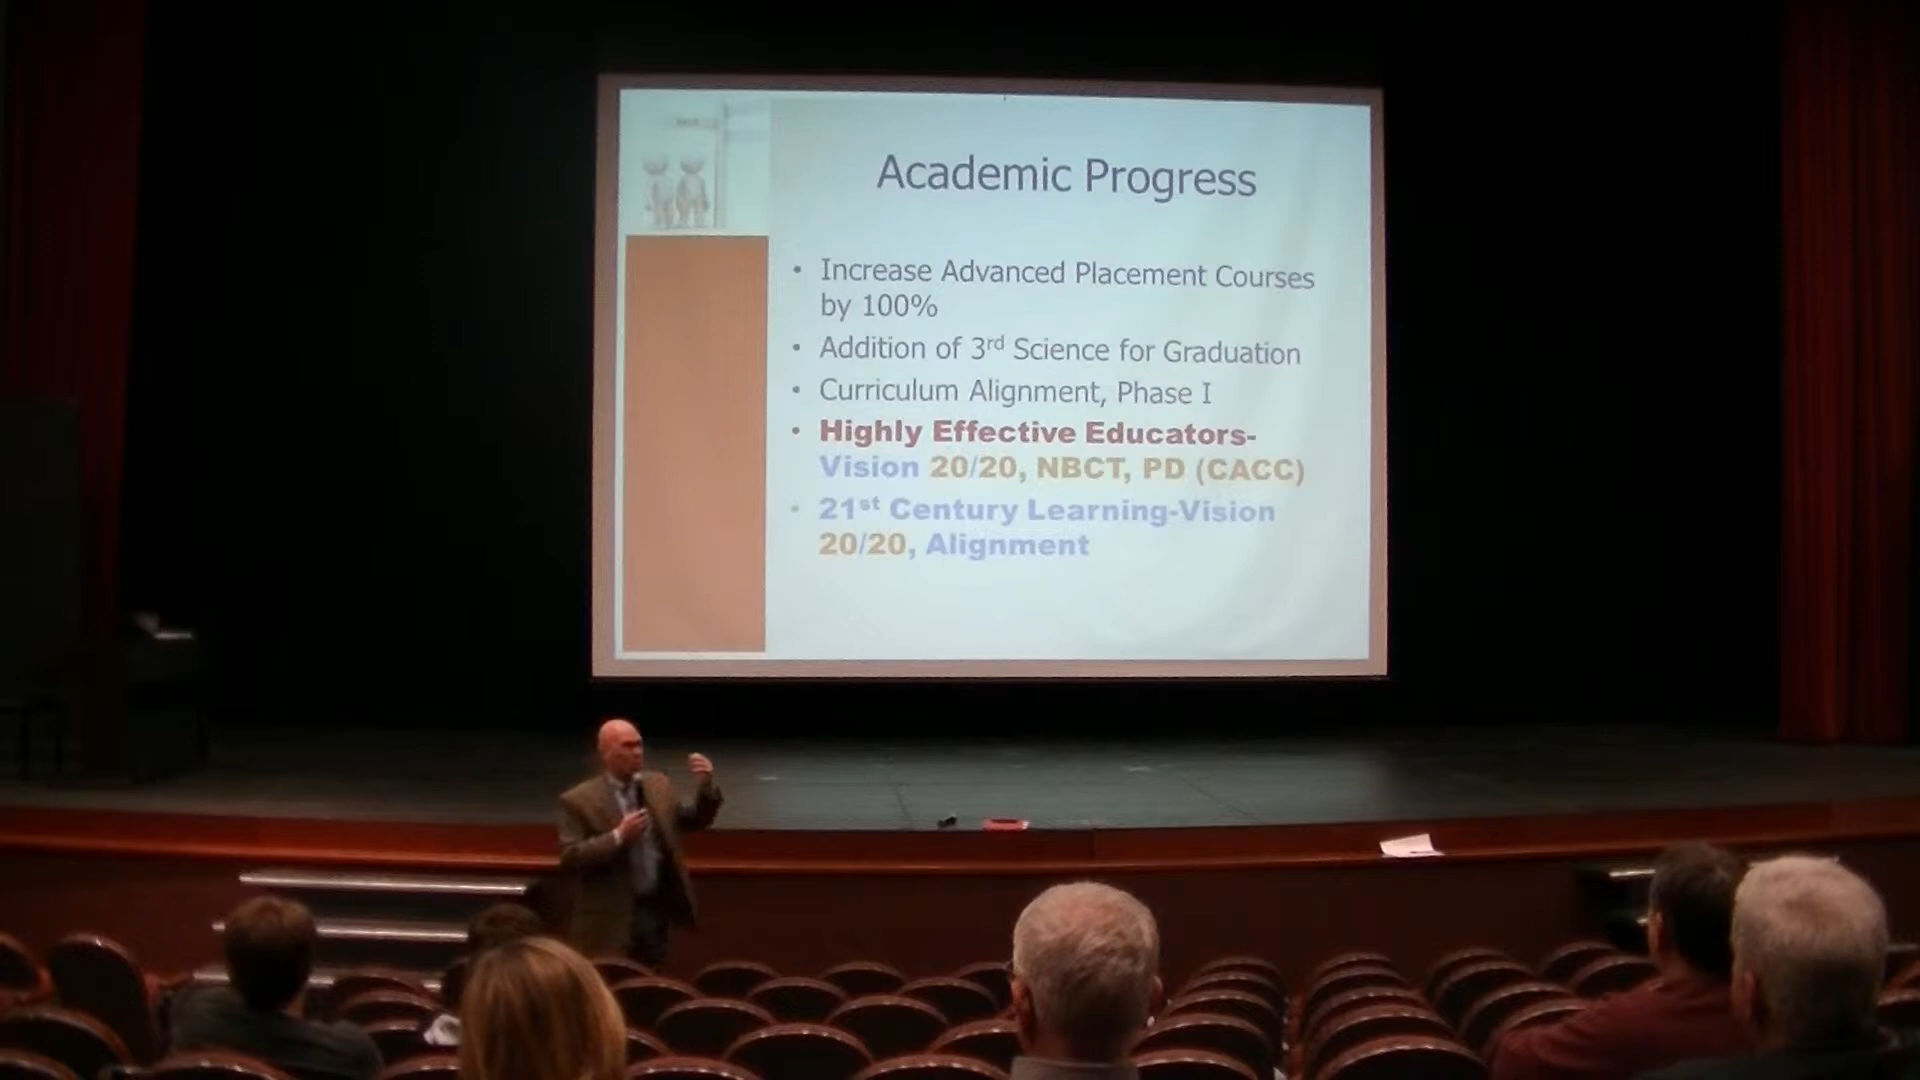 Academic Progress
• Increase Advanced Placement Courses
by 100%
• Addition of 3rd Science for Graduation
• Curriculum Alignment, Phase I
• Highly Effective Educators-
Vision 20/20, NBCT, PD (CACC)
• 21st Century Learning-Vision
20/20, Alignment